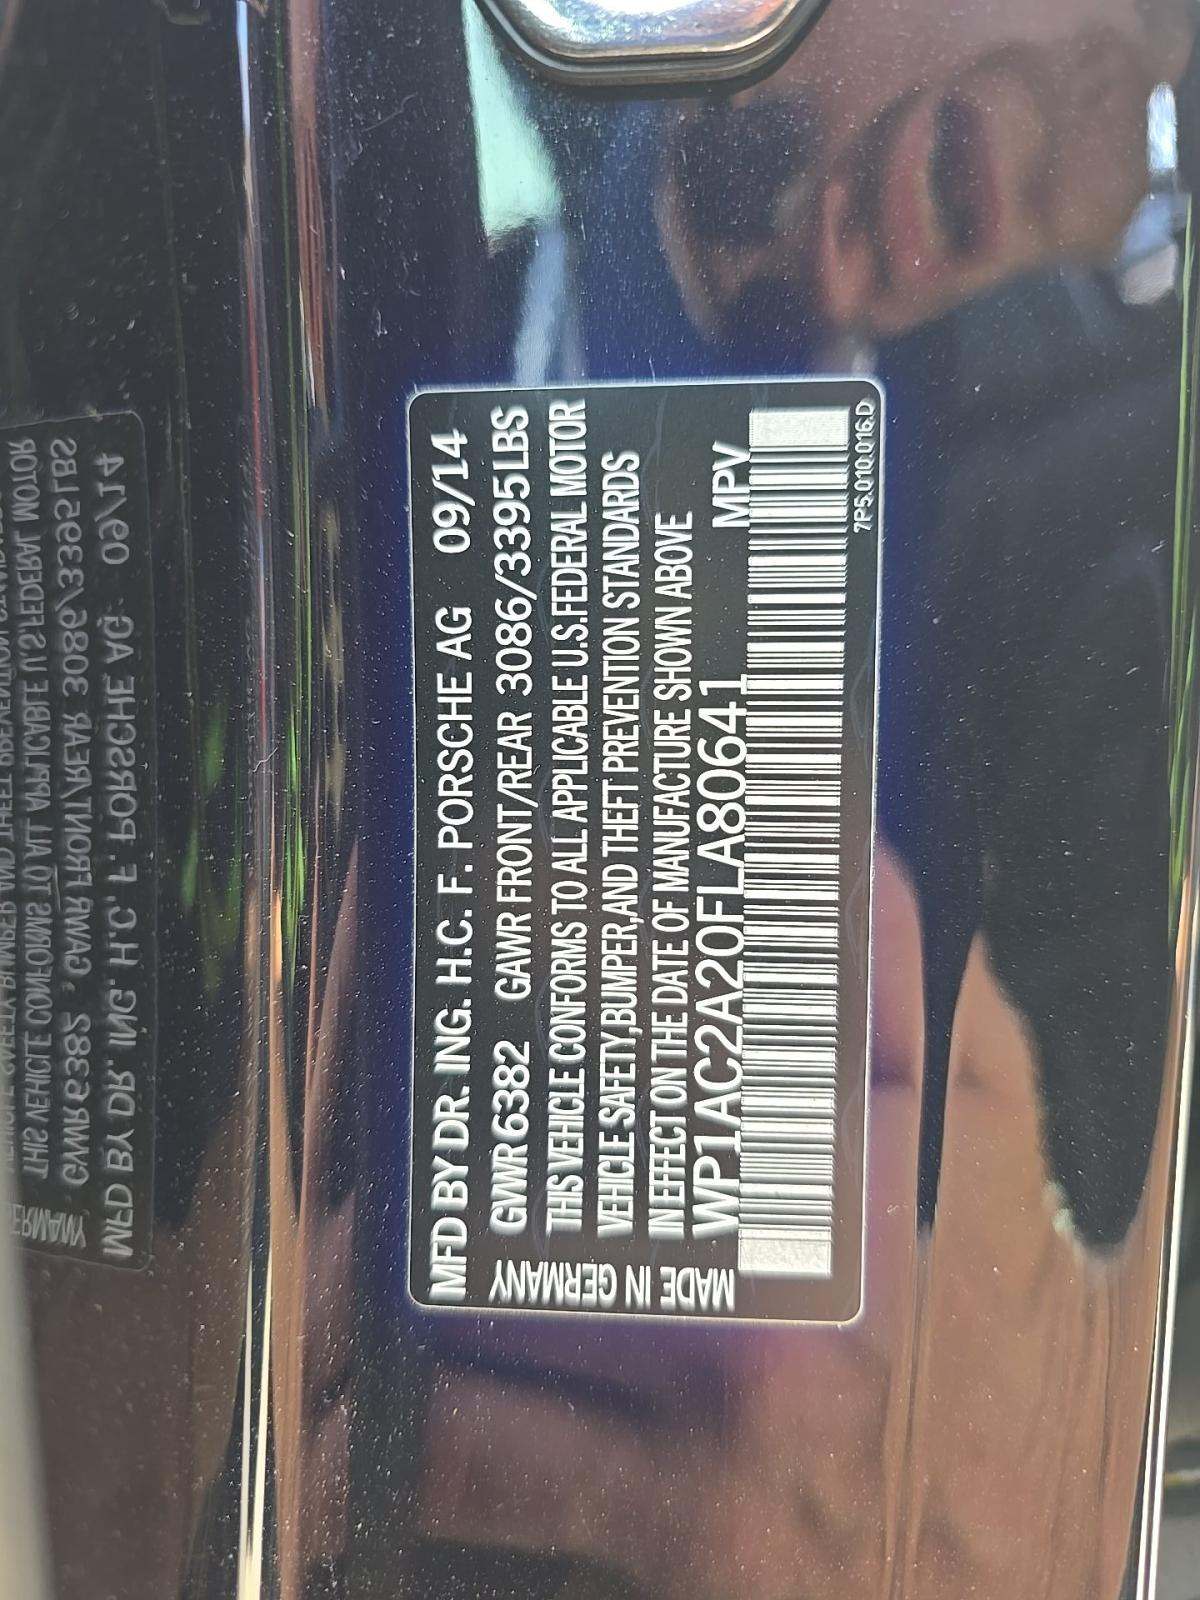 MFD BY DR. ING. H.C. F. PORSCHE AG 09/14
GVWR 6382 GAWR FRONT/REAR 3086/3395LBS
THIS VEHICLE CONFORMS TO ALL APPLICABLE U.S.FEDERAL MOTOR
VEHICLE SAFETY,BUMPER,AND THEFT PREVENTION STANDARDS
IN EFFECT ON THE DATE OF MANUFACTURE SHOWN ABOVE
WP1AC2A20FLA80641 MPV
MADE IN GERMANY
7P5.010.016.D